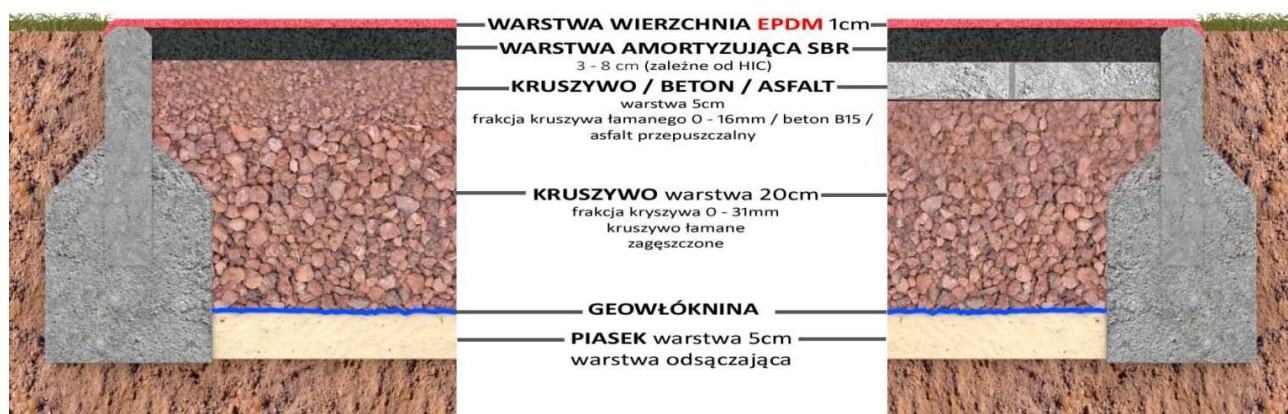 WARSTWA WIERZCHNIA EPDM 1cm
WARSTWA AMORTYZUJĄCA SBR
3 - 8 cm (zależne od HIC)
KRUSZYWO / BETON / ASFALT
warstwa 5cm
frakcja kruszywa łamanego 0 - 16mm / beton B15 /
asfalt przepuszczalny
KRUSZYWO warstwa 20cm
frakcja kryszywa 0 - 31mm
kruszywo łamane
zagęszczone
GEOWŁÓKNINA
PIASEK warstwa 5cm
warstwa odsączająca